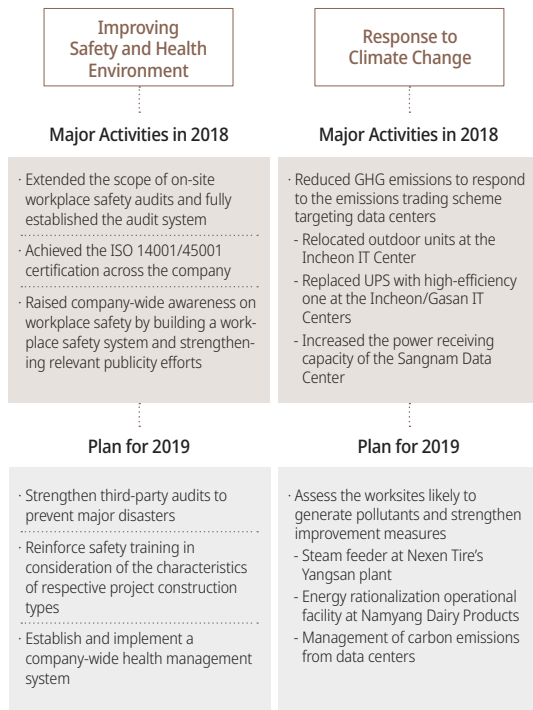 Improving
Safety and Health
Environment
Major Activities in 2018
· Extended the scope of on-site
workplace safety audits and fully
established the audit system
· Achieved the ISO 14001/45001
certification across the company
· Raised company-wide awareness on
workplace safety by building a work-
place safety system and strengthen-
ing relevant publicity efforts
Plan for 2019
· Strengthen third-party audits to
prevent major disasters
· Reinforce safety training in
consideration of the characteristics
of respective project construction
types
· Establish and implement a
company-wide health management
system
Response to
Climate Change
Major Activities in 2018
· Reduced GHG emissions to respond
to the emissions trading scheme
targeting data centers
- Relocated outdoor units at the
Incheon IT Center
- Replaced UPS with high-efficiency
one at the Incheon/Gasan IT
Centers
- Increased the power receiving
capacity of the Sangnam Data
Center
Plan for 2019
· Assess the worksites likely to
generate pollutants and strengthen
improvement measures
- Steam feeder at Nexen Tire's
Yangsan plant
- Energy rationalization operational
facility at Namyang Dairy Products
- Management of carbon emissions
from data centers